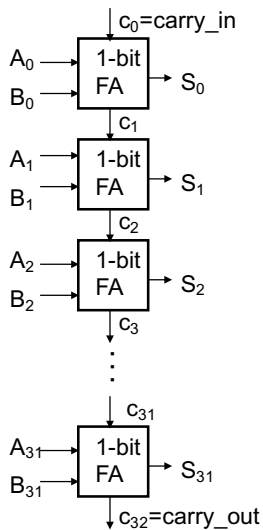 c₀=carry_in
A₀
1-bit
FA
B₀
S₀
c₁
A₁
1-bit
FA
B₁
S₁
c₂
A₂
1-bit
FA
B₂
S₂
c₃
⋮
c₃₁
A₃₁
1-bit
FA
B₃₁
S₃₁
c₃₂=carry_out